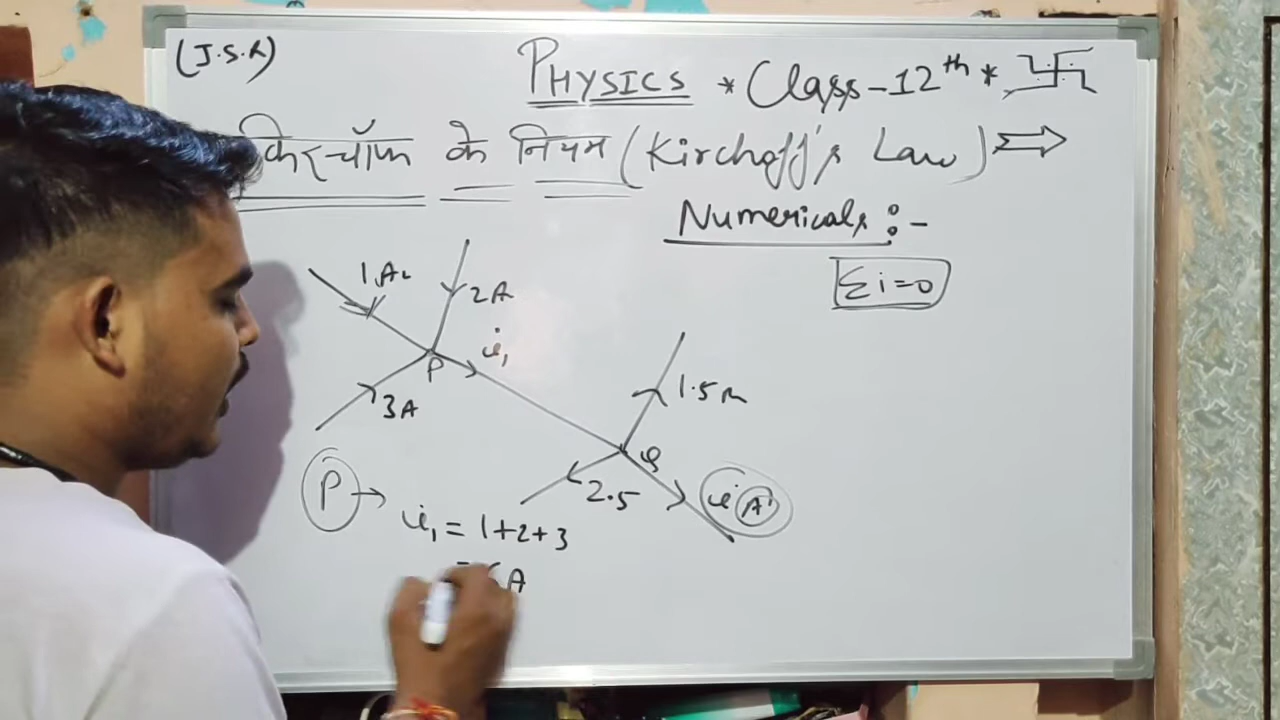 (J.S.R)
PHYSICS * Class-12th *
किरचॉफ के नियम (Kirchoff's Law) ⇒
Numericals :-
Σi=0
1A
2A
i₁
P
3A
1.5A
Q
2.5
i A
P → i₁ = 1+2+3
= 6A